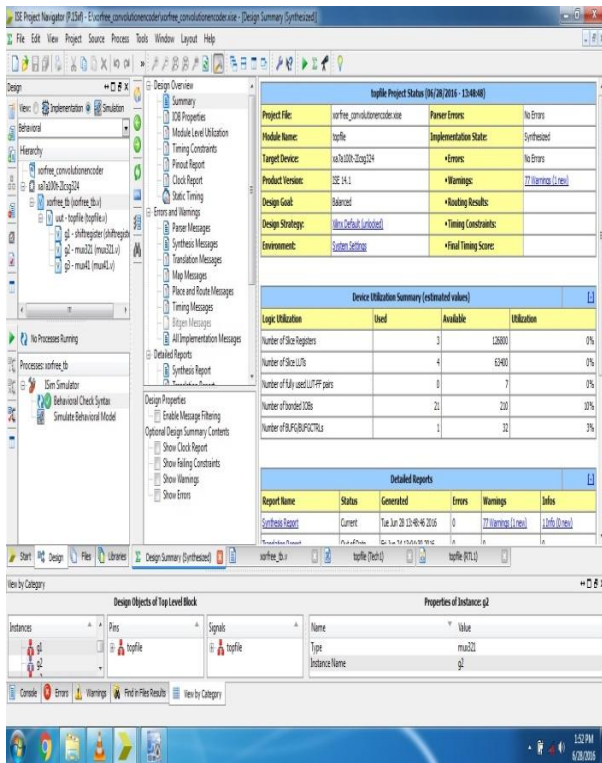 ISE Project Navigator (P.15xf) - E:\xorfree_convolutionencoder\xorfree_convolutionencoder.xise - [Design Summary (Synthesized)]
File Edit View Project Source Process Tools Window Layout Help
Design
View: Implementation Simulation
Behavioral
Hierarchy
xorfree_convolutionencoder
xa7a100t-2Icsg324
xorfree_tb (xorfree_tb.v)
uut - topfile (topfile.v)
g1 - shiftregister (shiftregist
g2 - mux321 (mux321.v)
g3 - mux41 (mux41.v)
No Processes Running
Processes: xorfree_tb
ISim Simulator
Behavioral Check Syntax
Simulate Behavioral Model
Design Overview
Summary
IOB Properties
Module Level Utilization
Timing Constraints
Pinout Report
Clock Report
Static Timing
Errors and Warnings
Parser Messages
Synthesis Messages
Translation Messages
Map Messages
Place and Route Messages
Timing Messages
Bitgen Messages
All Implementation Messages
Detailed Reports
Synthesis Report
Translation Report
Design Properties
Enable Message Filtering
Optional Design Summary Contents
Show Clock Report
Show Failing Constraints
Show Warnings
Show Errors
topfile Project Status (06/28/2016 - 13:48:48)
Project File: xorfree_convolutionencoder.xise Parser Errors: No Errors
Module Name: topfile Implementation State: Synthesized
Target Device: xa7a100t-2Icsg324 •Errors: No Errors
Product Version: ISE 14.1 •Warnings: 77 Warnings (1 new)
Design Goal: Balanced •Routing Results:
Design Strategy: Xilinx Default (unlocked) •Timing Constraints:
Environment: System Settings •Final Timing Score:
Device Utilization Summary (estimated values) [-]
Logic Utilization Used Available Utilization
Number of Slice Registers 3 126800 0%
Number of Slice LUTs 4 63400 0%
Number of fully used LUT-FF pairs 0 7 0%
Number of bonded IOBs 21 210 10%
Number of BUFG/BUFGCTRLs 1 32 3%
Detailed Reports [-]
Report Name Status Generated Errors Warnings Infos
Synthesis Report Current Tue Jun 28 13:48:46 2016 0 77 Warnings (1 new) 1 Info (0 new)
Start Design Files Libraries Design Summary (Synthesized) xorfree_tb.v topfile (Tech1) topfile (RTL1)
View by Category
Design Objects of Top Level Block Properties of Instance: g2
Instances Pins Signals Name Value
g1 topfile topfile Type mux321
g2 Instance Name g2
Console Errors Warnings Find in Files Results View by Category
1:52 PM
6/28/2016